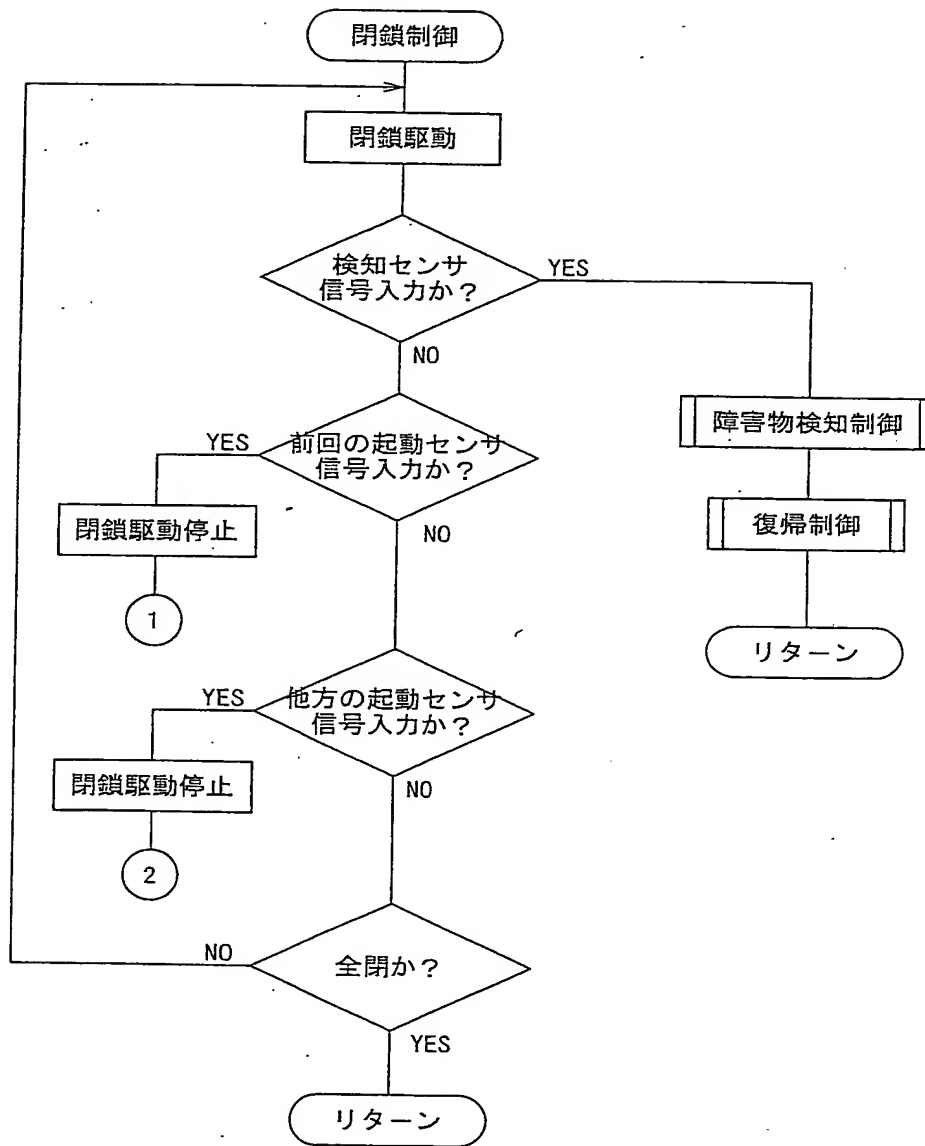 閉鎖制御
閉鎖駆動
検知センサ
信号入力か？
YES
NO
障害物検知制御
復帰制御
リターン
前回の起動センサ
信号入力か？
YES
NO
閉鎖駆動停止
1
他方の起動センサ
信号入力か？
YES
NO
閉鎖駆動停止
2
全閉か？
NO
YES
リターン